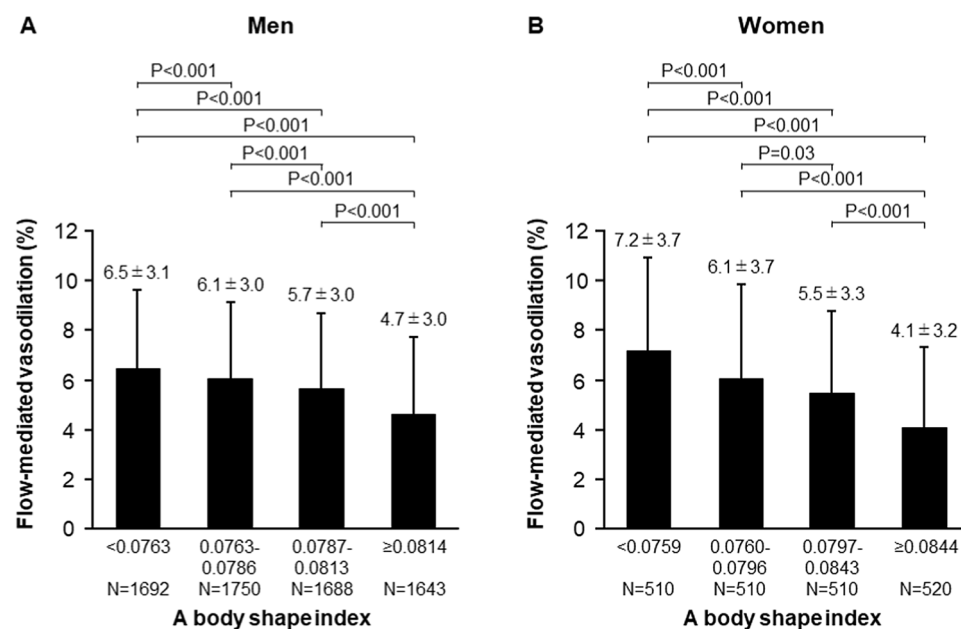 A
Men
P<0.001
P<0.001
P<0.001
P<0.001
P<0.001
P<0.001
Flow-mediated vasodilation (%)
12
10
8
6
4
2
0
6.5±3.1
6.1±3.0
5.7±3.0
4.7±3.0
<0.0763
0.0763-
0.0786
0.0787-
0.0813
≥0.0814
N=1692
N=1750
N=1688
N=1643
A body shape index
B
Women
P<0.001
P<0.001
P<0.001
P=0.03
P<0.001
P<0.001
Flow-mediated vasodilation (%)
12
10
8
6
4
2
0
7.2±3.7
6.1±3.7
5.5±3.3
4.1±3.2
<0.0759
0.0760-
0.0796
0.0797-
0.0843
≥0.0844
N=510
N=510
N=510
N=520
A body shape index